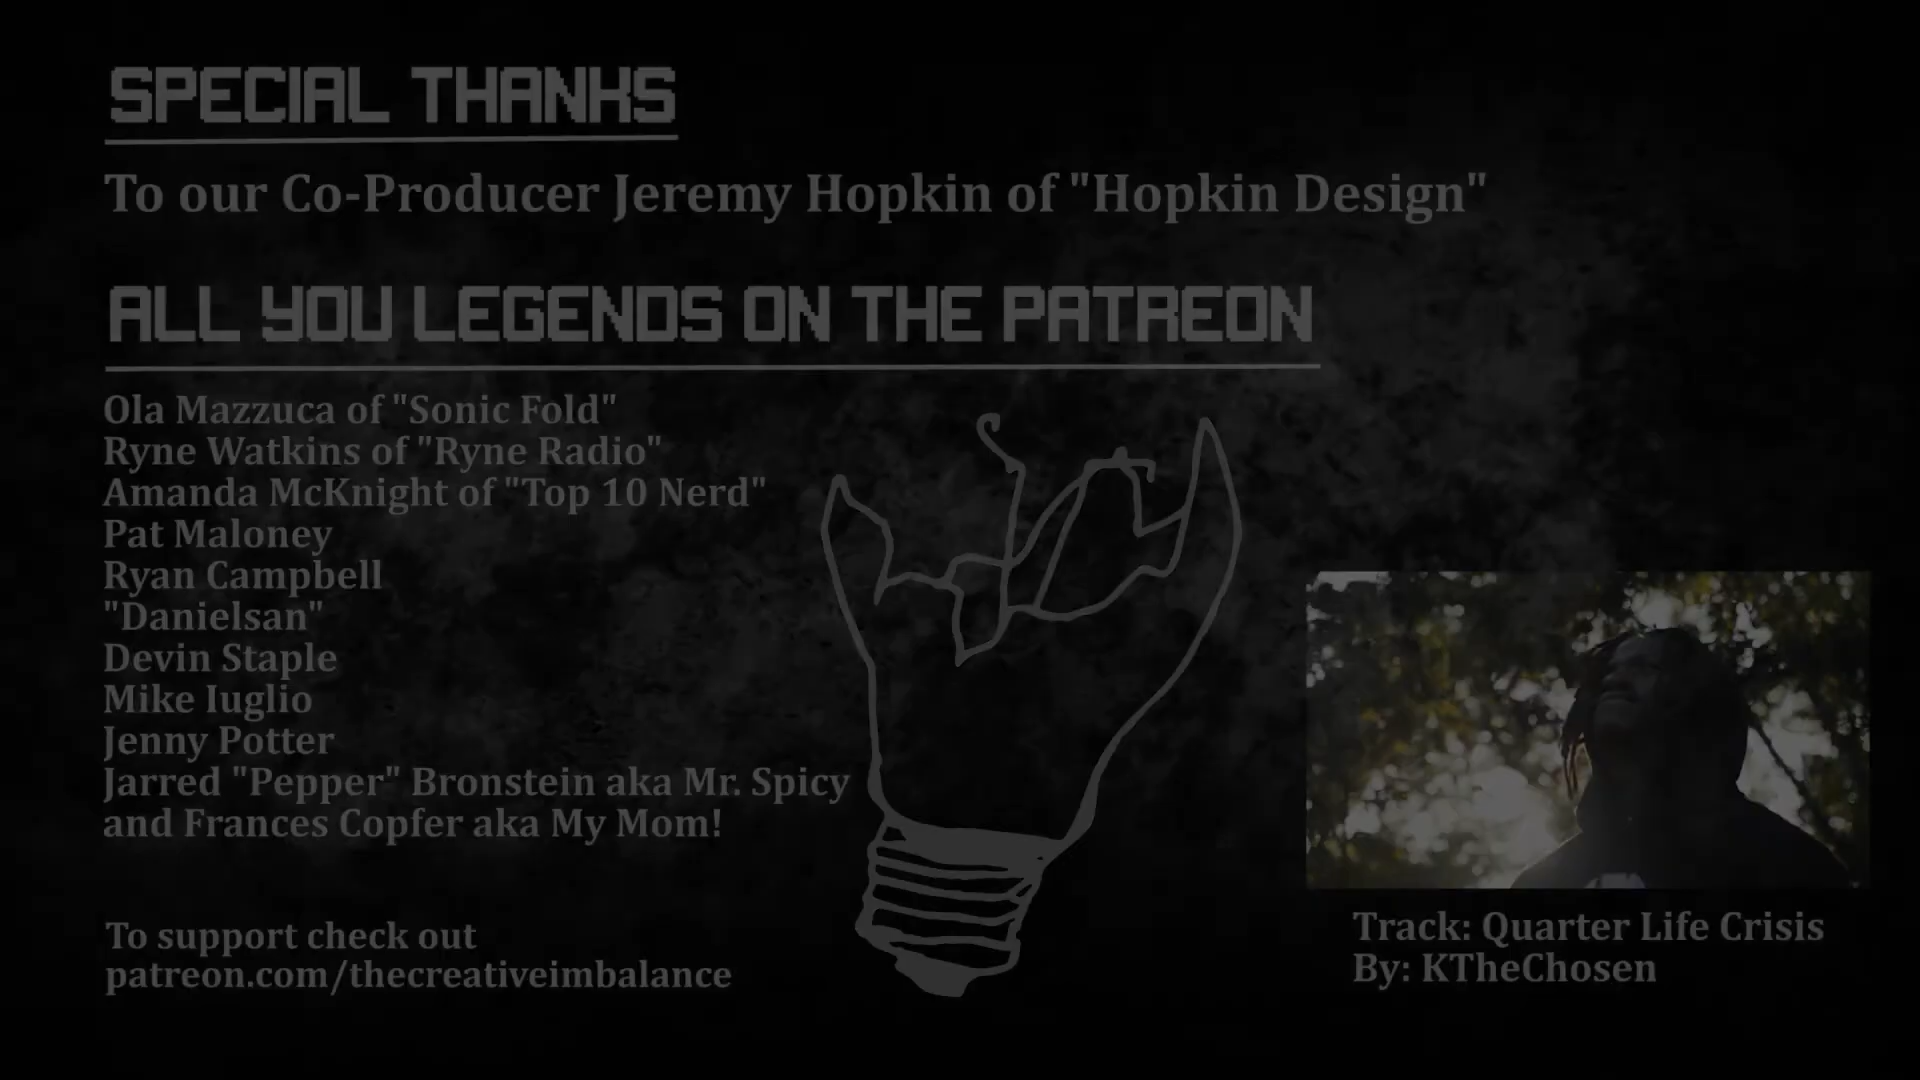 SPECIAL THANKS
To our Co-Producer Jeremy Hopkin of "Hopkin Design"
ALL YOU LEGENDS ON THE PATREON
Ola Mazzuca of "Sonic Fold"
Ryne Watkins of "Ryne Radio"
Amanda McKnight of "Top 10 Nerd"
Pat Maloney
Ryan Campbell
"Danielsan"
Devin Staple
Mike Iuglio
Jenny Potter
Jarred "Pepper" Bronstein aka Mr. Spicy
and Frances Copfer aka My Mom!
To support check out
patreon.com/thecreativeimbalance
Track: Quarter Life Crisis
By: KTheChosen